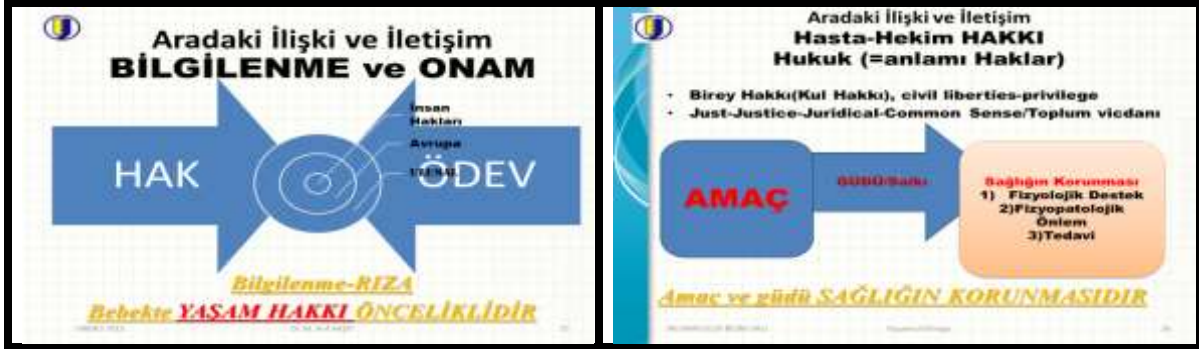 Aradaki İlişki ve İletişim
BİLGİLENME ve ONAM
İnsan
Hakları
Avrupa
ULUSAL
HAK
ÖDEV
Bilgilenme-RIZA
Bebekte YAŞAM HAKKI ÖNCELİKLİDİR
Aradaki İlişki ve İletişim
Hasta-Hekim HAKKI
Hukuk (=anlamı Haklar)
• Birey Hakkı(Kul Hakkı), civil liberties-privilege
• Just-Justice-Juridical-Common Sense/Toplum vicdanı
AMAÇ
GÜDÜ/Saiki
Sağlığın Korunması
1) Fizyolojik Destek
2)Fizyopatolojik
Önlem
3)Tedavi
Amaç ve güdü SAĞLIĞIN KORUNMASIDIR